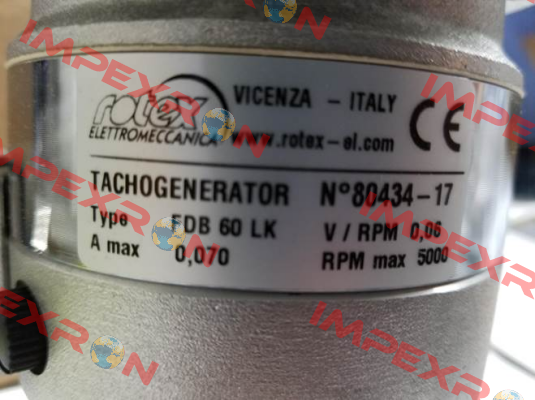 rotex
VICENZA - ITALY
CE
ELETTROMECCANICA
www.rotex-el.com
TACHOGENERATOR N°80434-17
Type EDB 60 LK V / RPM 0,06
A max 0,070 RPM max 5000
IMPEXRON
IMPEXRON
IMPEXRON
IMPEXRON